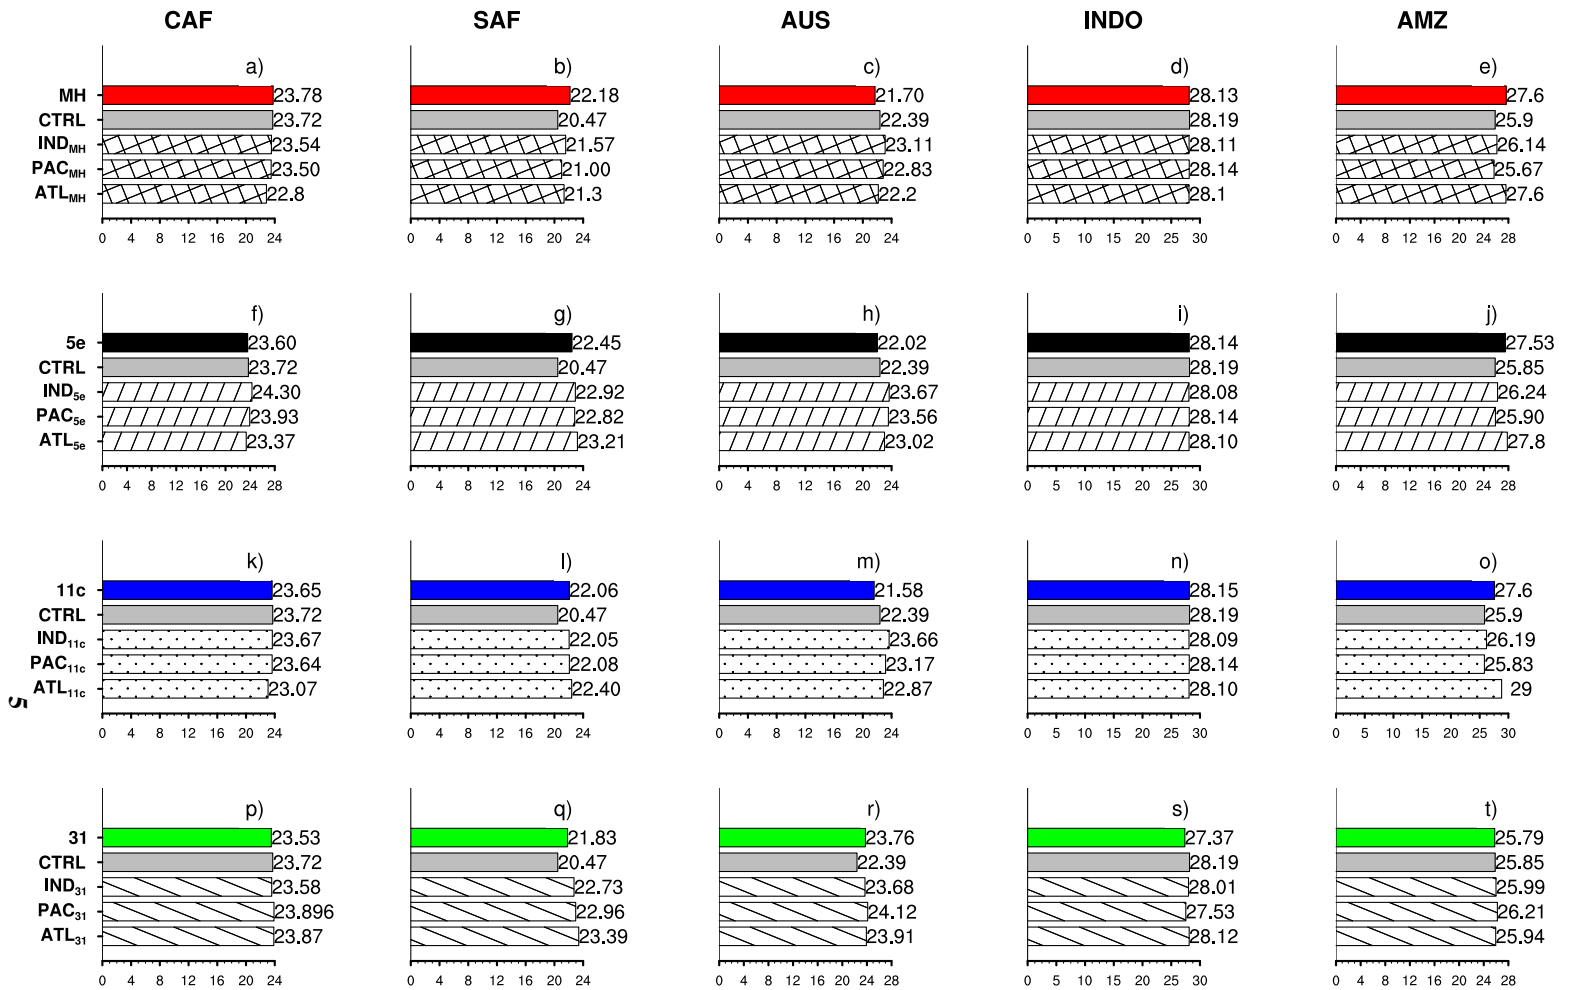 CAF SAF AUS INDO AMZ
a) b) c) d) e)
MH 23.78 22.18 21.70 28.13 27.6
CTRL 23.72 20.47 22.39 28.19 25.9
IND_MH 23.54 21.57 23.11 28.11 26.14
PAC_MH 23.50 21.00 22.83 28.14 25.67
ATL_MH 22.8 21.3 22.2 28.1 27.6
0 4 8 12 16 20 24 0 4 8 12 16 20 24 0 4 8 12 16 20 24 0 5 10 15 20 25 30 0 4 8 12 16 20 24 28
f) g) h) i) j)
5e 23.60 22.45 22.02 28.14 27.53
CTRL 23.72 20.47 22.39 28.19 25.85
IND_5e 24.30 22.92 23.67 28.08 26.24
PAC_5e 23.93 22.82 23.56 28.14 25.90
ATL_5e 23.37 23.21 23.02 28.10 27.8
0 4 8 12 16 20 24 28 0 4 8 12 16 20 24 0 4 8 12 16 20 24 0 5 10 15 20 25 30 0 4 8 12 16 20 24 28
k) l) m) n) o)
11c 23.65 22.06 21.58 28.15 27.6
CTRL 23.72 20.47 22.39 28.19 25.9
IND_11c 23.67 22.05 23.66 28.09 26.19
PAC_11c 23.64 22.08 23.17 28.14 25.83
ATL_11c 23.07 22.40 22.87 28.10 29
5
0 4 8 12 16 20 24 0 4 8 12 16 20 24 0 4 8 12 16 20 24 0 5 10 15 20 25 30 0 5 10 15 20 25 30
p) q) r) s) t)
31 23.53 21.83 23.76 27.37 25.79
CTRL 23.72 20.47 22.39 28.19 25.85
IND_31 23.58 22.73 23.68 28.01 25.99
PAC_31 23.896 22.96 24.12 27.53 26.21
ATL_31 23.87 23.39 23.91 28.12 25.94
0 4 8 12 16 20 24 0 4 8 12 16 20 24 0 4 8 12 16 20 24 28 0 5 10 15 20 25 30 0 4 8 12 16 20 24 28